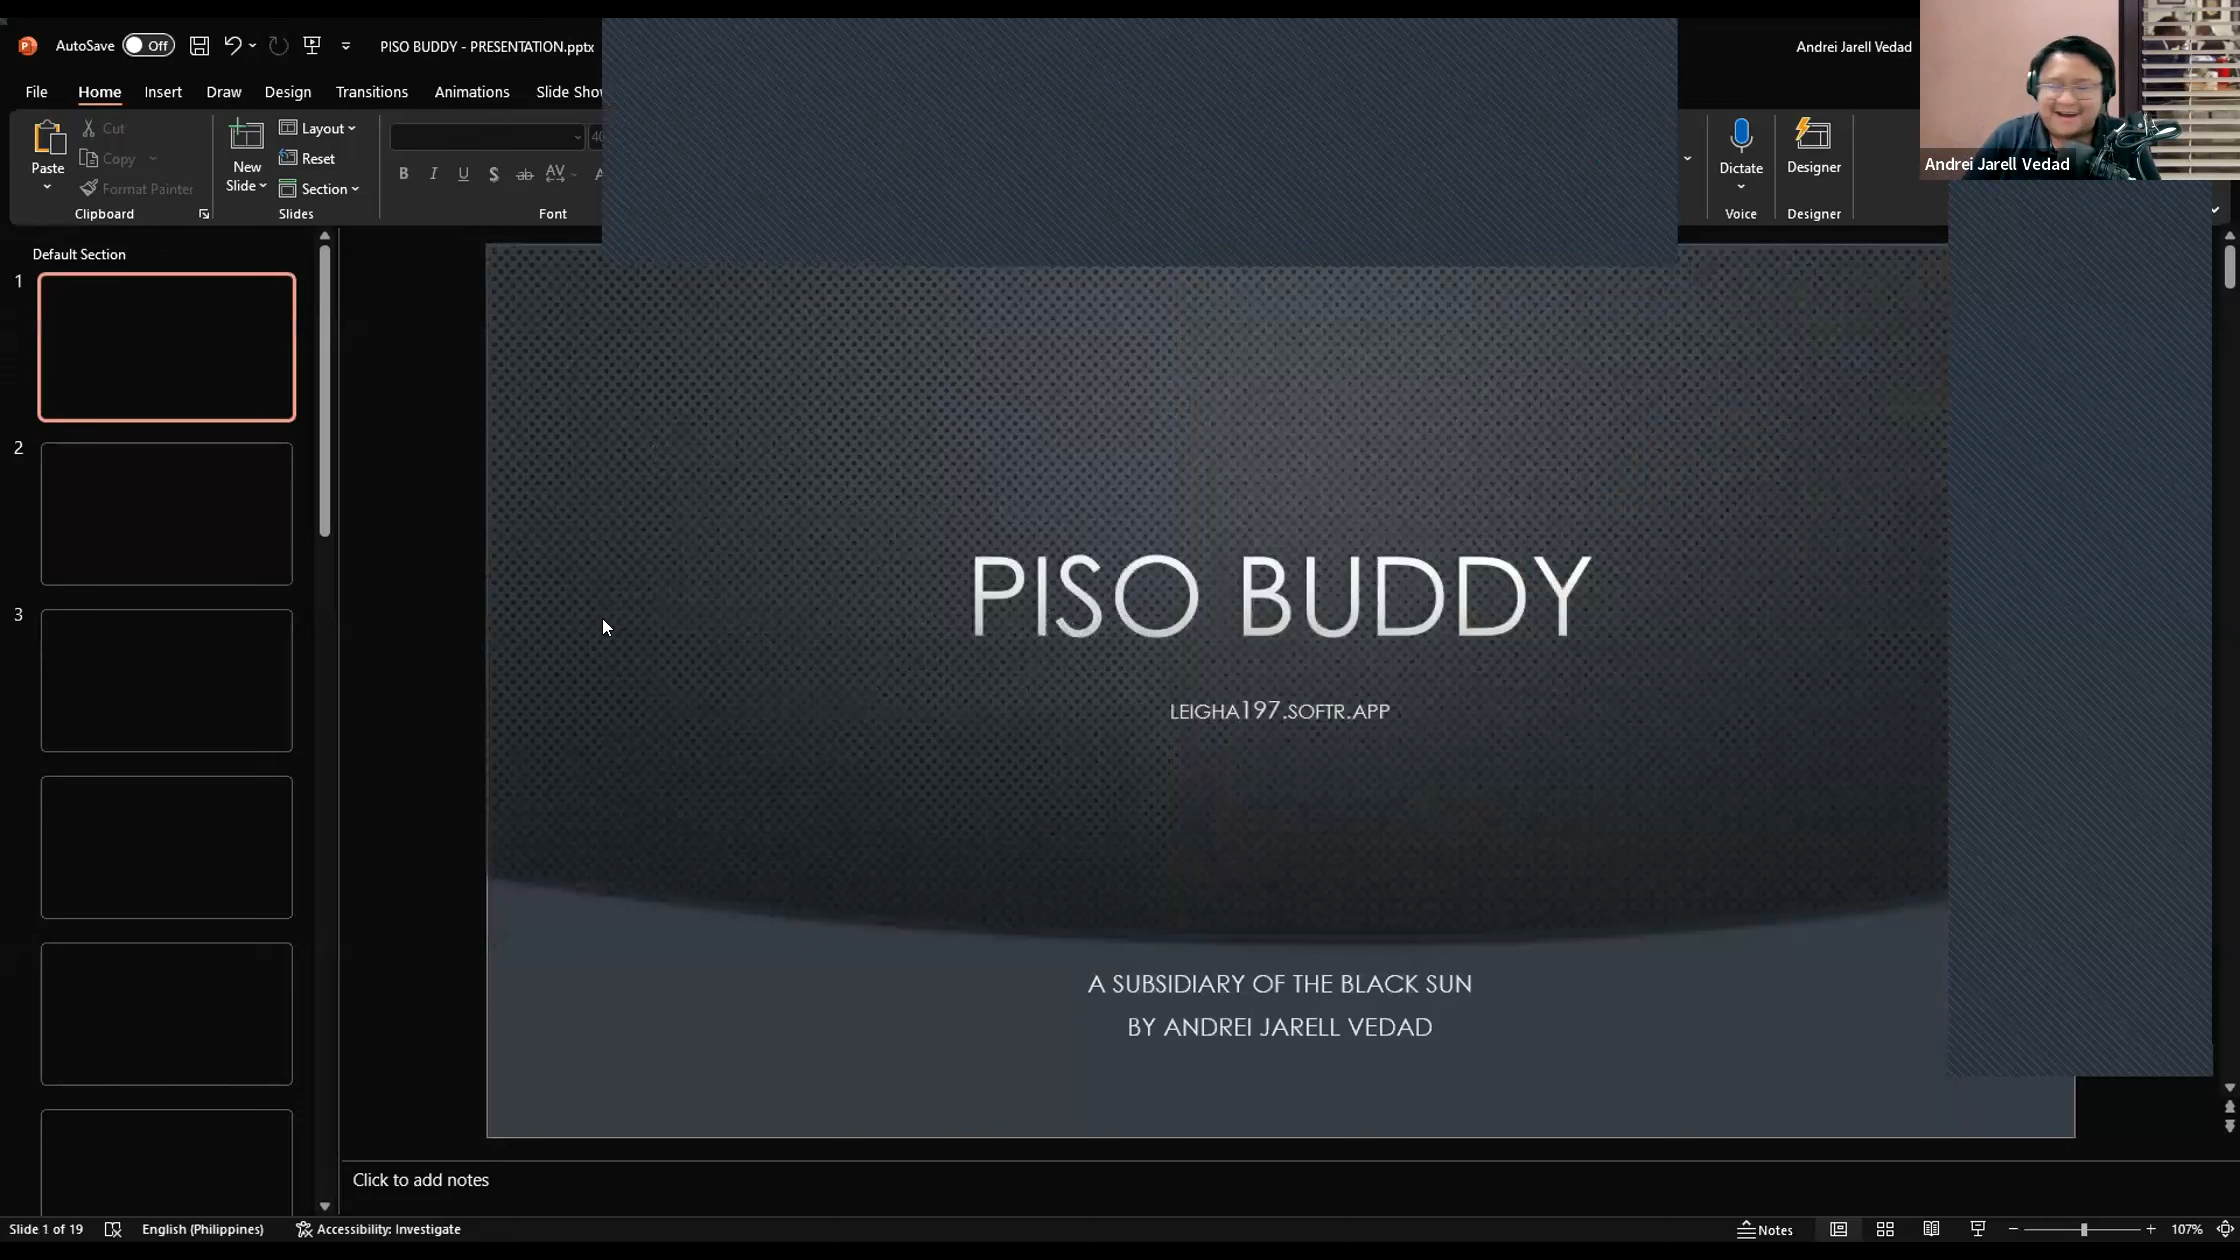 AutoSave Off PISO BUDDY - PRESENTATION.pptx Andrei Jarell Vedad
File Home Insert Draw Design Transitions Animations
Paste Cut Copy Format Painter
Clipboard
New Slide Layout Reset Section
Slides
B I U S ab AV
Font
Dictate
Voice
Designer
Designer
Andrei Jarell Vedad
Default Section
1
2
3
PISO BUDDY
LEIGHA197.SOFTR.APP
A SUBSIDIARY OF THE BLACK SUN
BY ANDREI JARELL VEDAD
Click to add notes
Slide 1 of 19 English (Philippines) Accessibility: Investigate Notes 107%